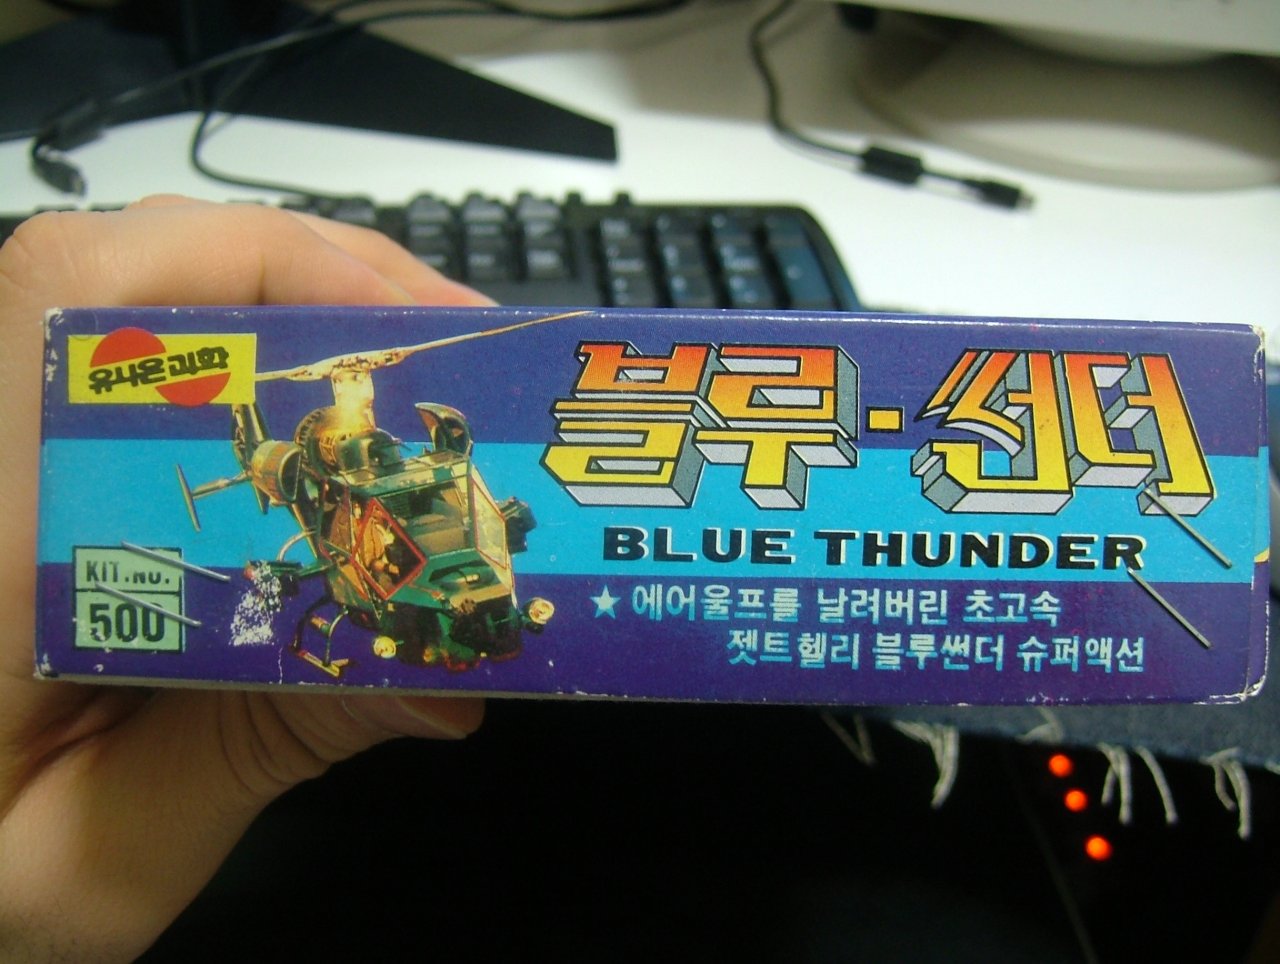 유니온과학
블루·썬더
BLUE THUNDER
★ 에어울프를 날려버린 초고속
젯트헬리 블루썬더 슈퍼액션
KIT.NO.
500